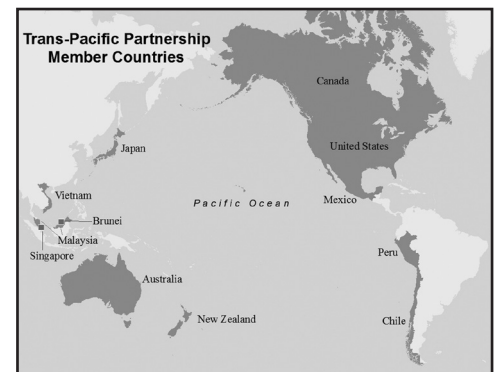 Trans-Pacific Partnership
Member Countries
Canada
United States
Japan
Mexico
Vietnam
Pacific Ocean
Brunei
Malaysia
Singapore
Peru
Australia
New Zealand
Chile